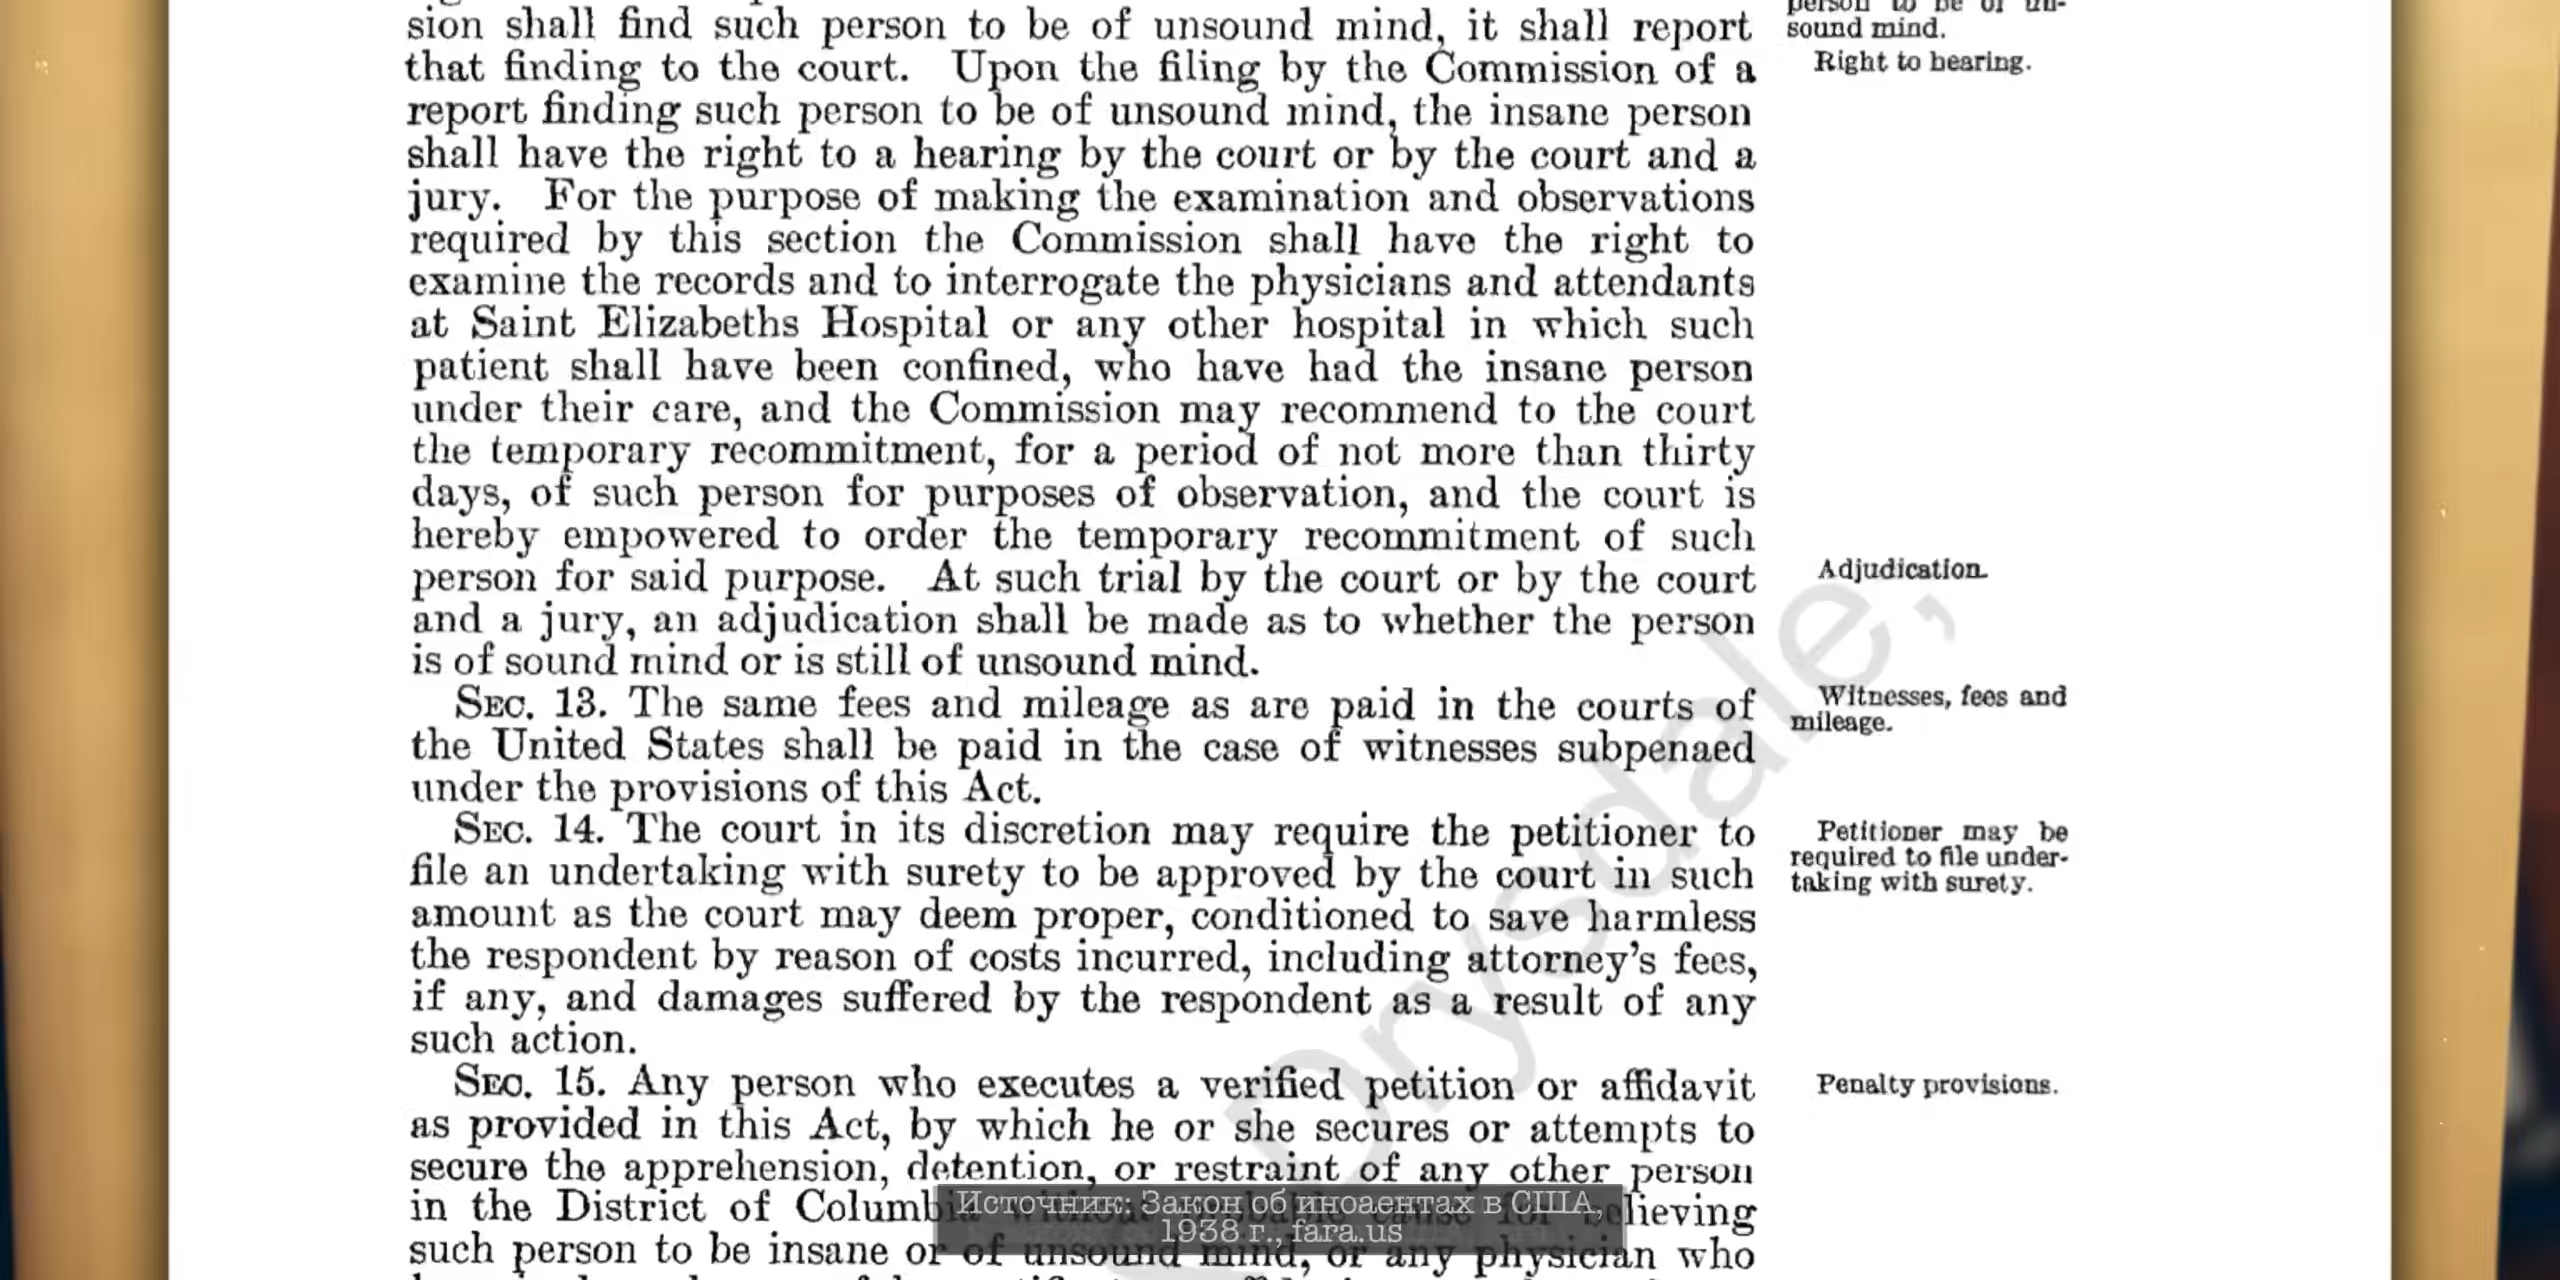 sion shall find such person to be of unsound mind, it shall report
that finding to the court. Upon the filing by the Commission of a
report finding such person to be of unsound mind, the insane person
shall have the right to a hearing by the court or by the court and a
jury. For the purpose of making the examination and observations
required by this section the Commission shall have the right to
examine the records and to interrogate the physicians and attendants
at Saint Elizabeths Hospital or any other hospital in which such
patient shall have been confined, who have had the insane person
under their care, and the Commission may recommend to the court
the temporary recommitment, for a period of not more than thirty
days, of such person for purposes of observation, and the court is
hereby empowered to order the temporary recommitment of such
person for said purpose. At such trial by the court or by the court
and a jury, an adjudication shall be made as to whether the person
is of sound mind or is still of unsound mind.
SEC. 13. The same fees and mileage as are paid in the courts of
the United States shall be paid in the case of witnesses subpenaed
under the provisions of this Act.
SEC. 14. The court in its discretion may require the petitioner to
file an undertaking with surety to be approved by the court in such
amount as the court may deem proper, conditioned to save harmless
the respondent by reason of costs incurred, including attorney's fees,
if any, and damages suffered by the respondent as a result of any
such action.
SEC. 15. Any person who executes a verified petition or affidavit
as provided in this Act, by which he or she secures or attempts to
secure the apprehension, detention, or restraint of any other person
in the District of Columbia for believing
such person to be insane or of unsound mind, or any physician who
person to be of un-
sound mind.
Right to hearing.
Adjudication.
Witnesses, fees and
mileage.
Petitioner may be
required to file under-
taking with surety.
Penalty provisions.
Drysdale,
Источник: Закон об иноаентах в США,
1938 г., fara.us